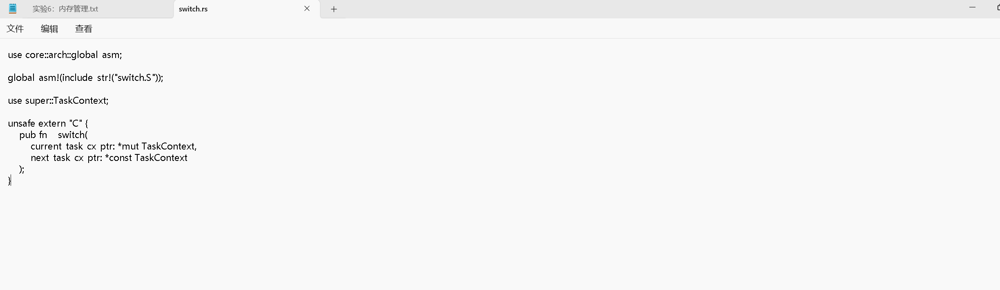 实验6：内存管理.txt
switch.rs
文件 编辑 查看
use core::arch::global asm;
global asm!(include str!("switch.S"));
use super::TaskContext;
unsafe extern "C" {
pub fn   switch(
current task cx ptr: *mut TaskContext,
next task cx ptr: *const TaskContext
);
}